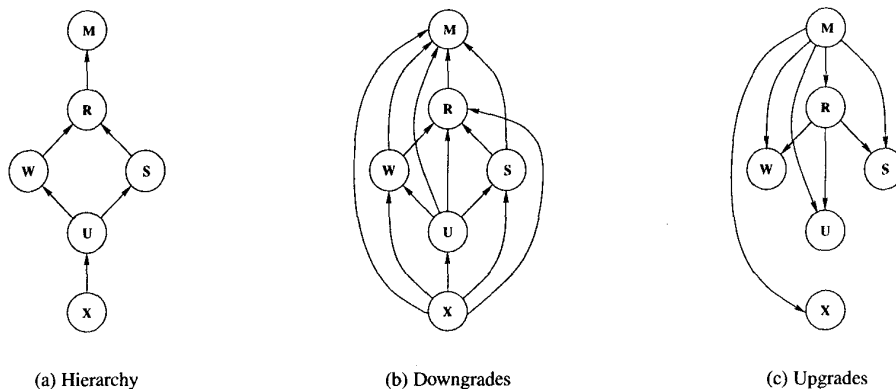 M
R
W
S
U
X
(a) Hierarchy
M
R
W
S
U
X
(b) Downgrades
M
R
W
S
U
X
(c) Upgrades